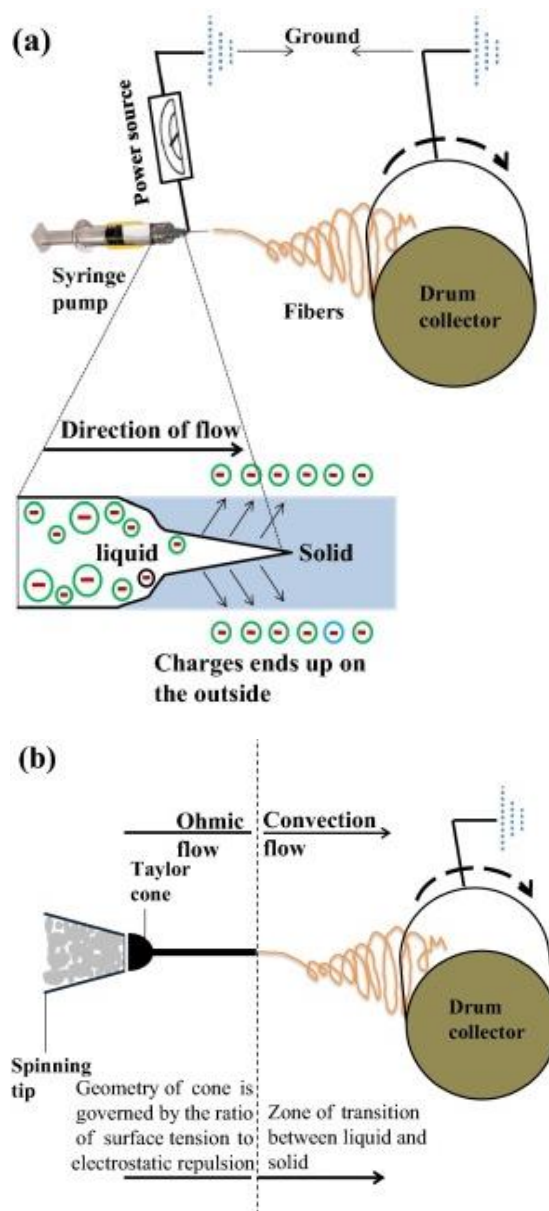 (a)
Ground
Power source
Syringe
pump
Fibers
Drum
collector
Direction of flow
liquid
Solid
Charges ends up on
the outside
(b)
Ohmic
flow
Convection
flow
Taylor
cone
Drum
collector
Spinning
tip
Geometry of cone is
governed by the ratio
of surface tension to
electrostatic repulsion
Zone of transition
between liquid and
solid